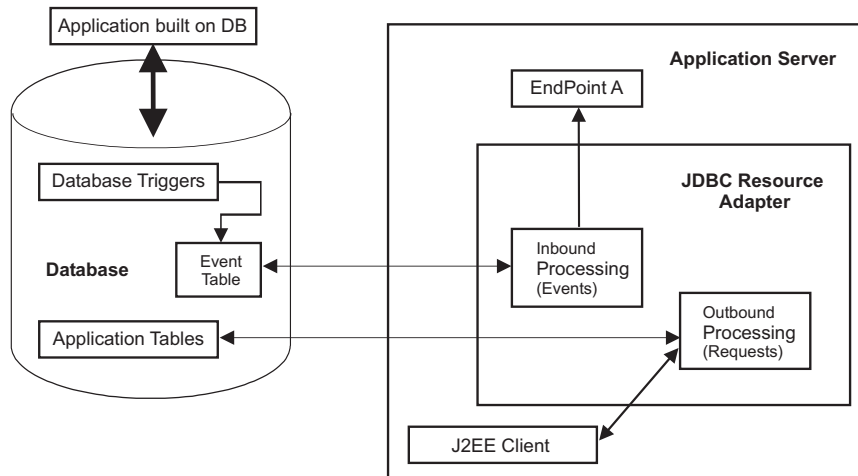 Application built on DB
Application Server
EndPoint A
Database Triggers
JDBC Resource
Adapter
Event
Table
Database
Inbound
Processing
(Events)
Application Tables
Outbound
Processing
(Requests)
J2EE Client